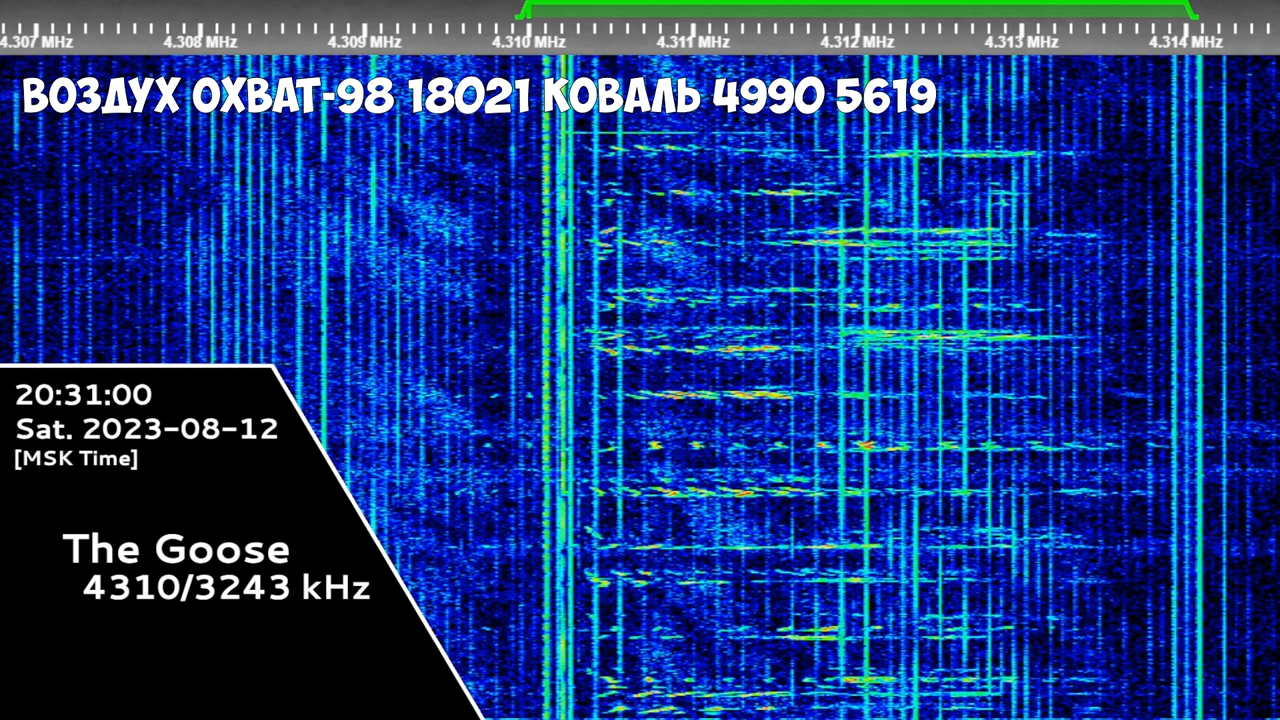 4.307 MHz 4.308 MHz 4.309 MHz 4.310 MHz 4.311 MHz 4.312 MHz 4.313 MHz 4.314 MHz
ВОЗДУХ ОХВАТ-98 18021 КОВАЛЬ 4990 5619
20:31:00
Sat. 2023-08-12
[MSK Time]
The Goose
4310/3243 kHz